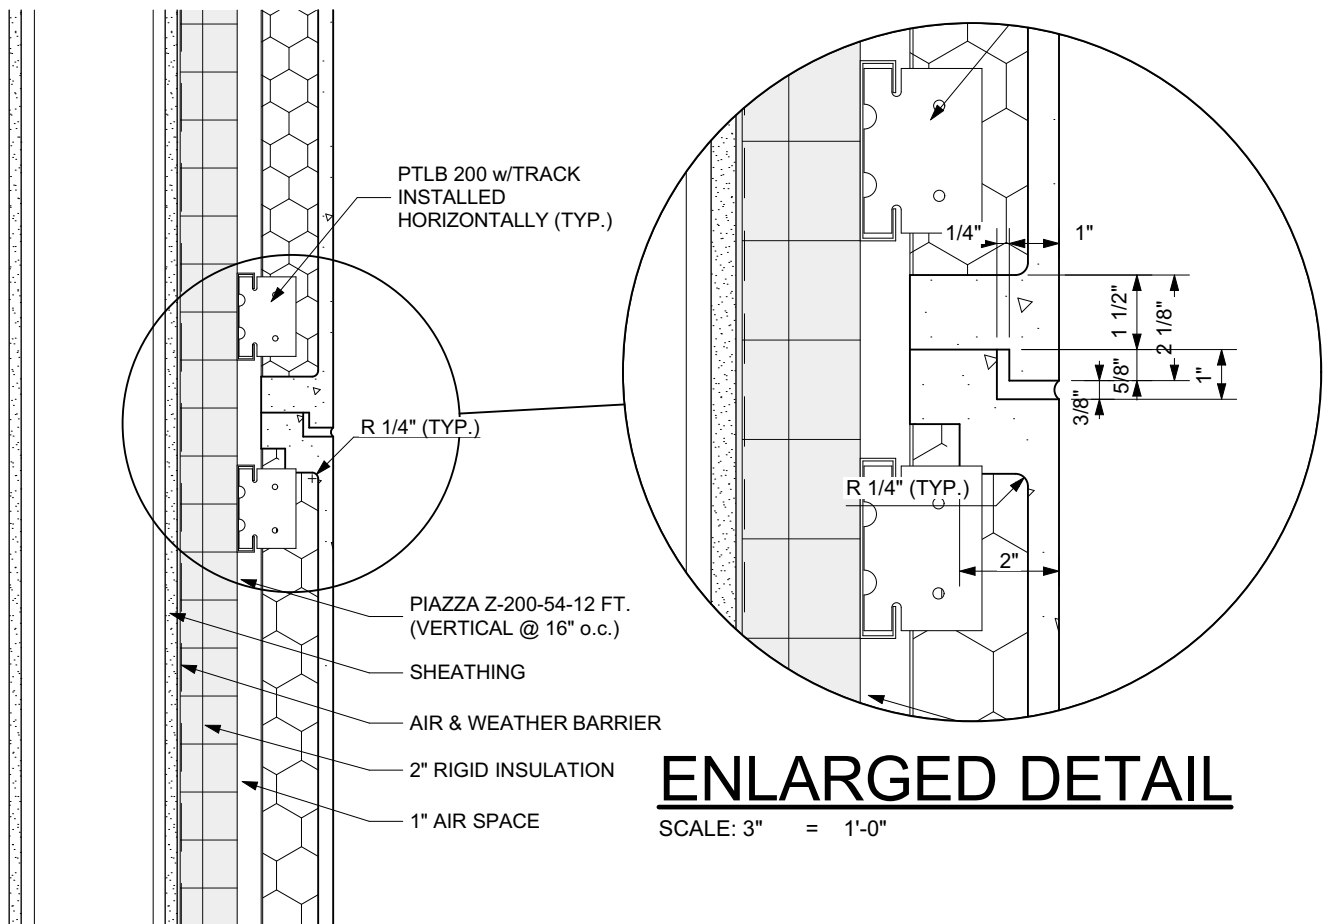 PTLB 200 w/TRACK
INSTALLED
HORIZONTALLY (TYP.)
R 1/4" (TYP.)
PIAZZA Z-200-54-12 FT.
(VERTICAL @ 16" o.c.)
SHEATHING
AIR & WEATHER BARRIER
2" RIGID INSULATION
1" AIR SPACE
1/4"
1"
1 1/2"
2 1/8"
5/8"
1"
3/8"
R 1/4" (TYP.)
2"
ENLARGED DETAIL
SCALE: 3" = 1'-0"